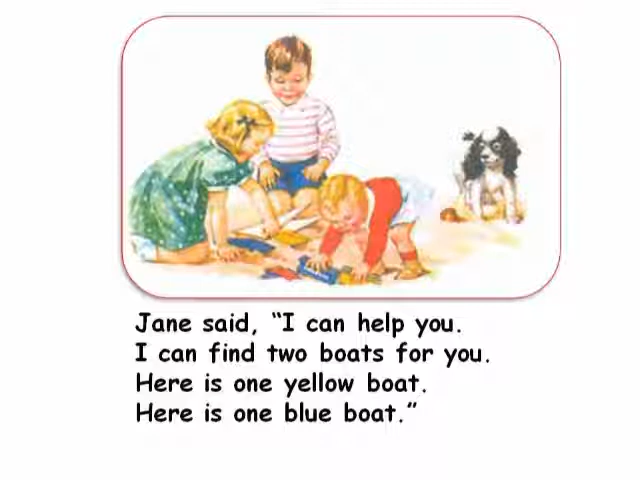 Jane said, “I can help you.
I can find two boats for you.
Here is one yellow boat.
Here is one blue boat.”